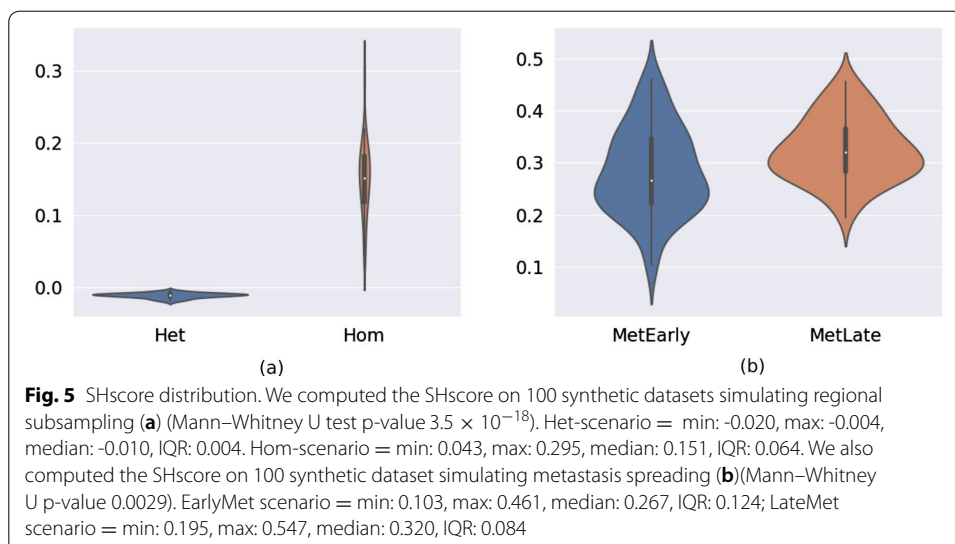 0.3
0.2
0.1
0.0
Het Hom
(a)
0.5
0.4
0.3
0.2
0.1
MetEarly MetLate
(b)
Fig. 5 SHscore distribution. We computed the SHscore on 100 synthetic datasets simulating regional
subsampling (a) (Mann–Whitney U test p-value 3.5 × 10⁻¹⁸). Het-scenario = min: -0.020, max: -0.004,
median: -0.010, IQR: 0.004. Hom-scenario = min: 0.043, max: 0.295, median: 0.151, IQR: 0.064. We also
computed the SHscore on 100 synthetic dataset simulating metastasis spreading (b)(Mann–Whitney
U p-value 0.0029). EarlyMet scenario = min: 0.103, max: 0.461, median: 0.267, IQR: 0.124; LateMet
scenario = min: 0.195, max: 0.547, median: 0.320, IQR: 0.084